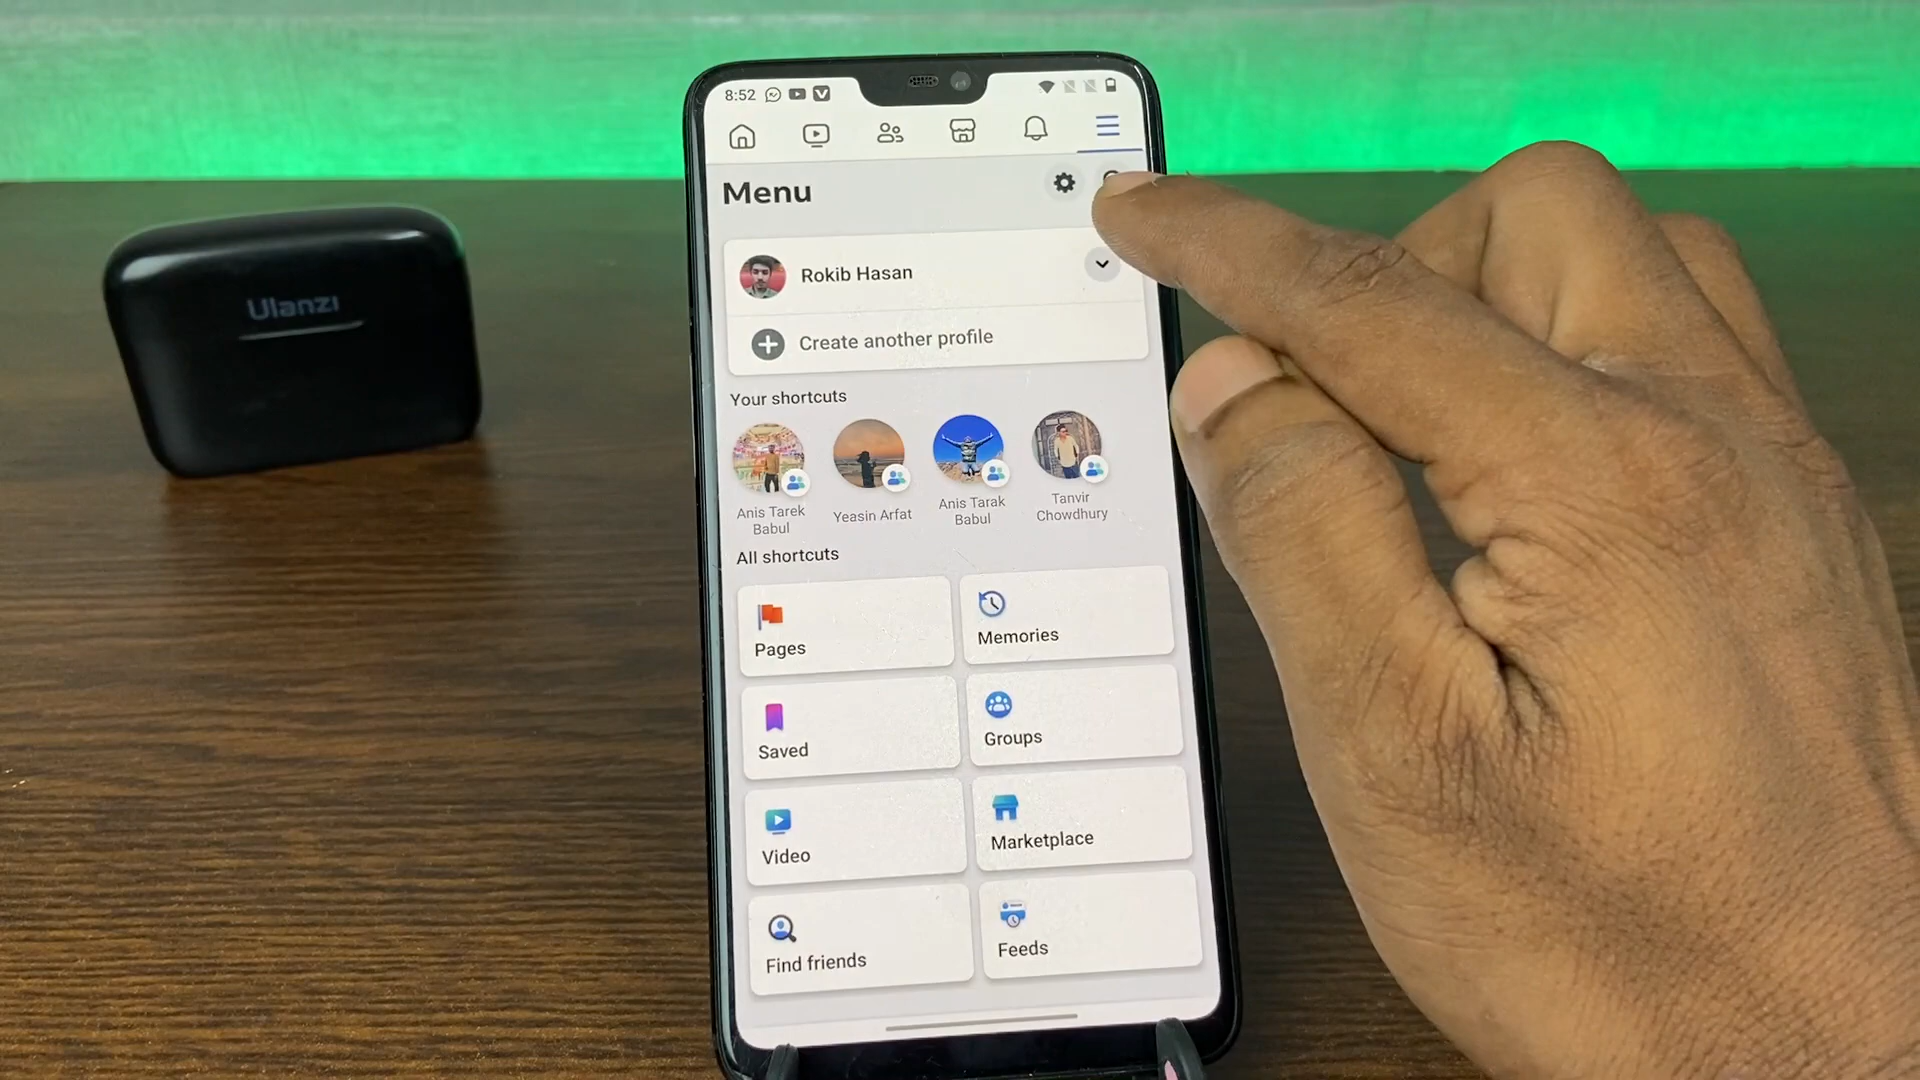 8:52
Menu
Ulanzi
Rokib Hasan
Create another profile
Your shortcuts
Anis Tarek
Babul
Yeasin Arfat
Anis Tarak
Babul
Tanvir
Chowdhury
All shortcuts
Pages
Memories
Saved
Groups
Video
Marketplace
Find friends
Feeds